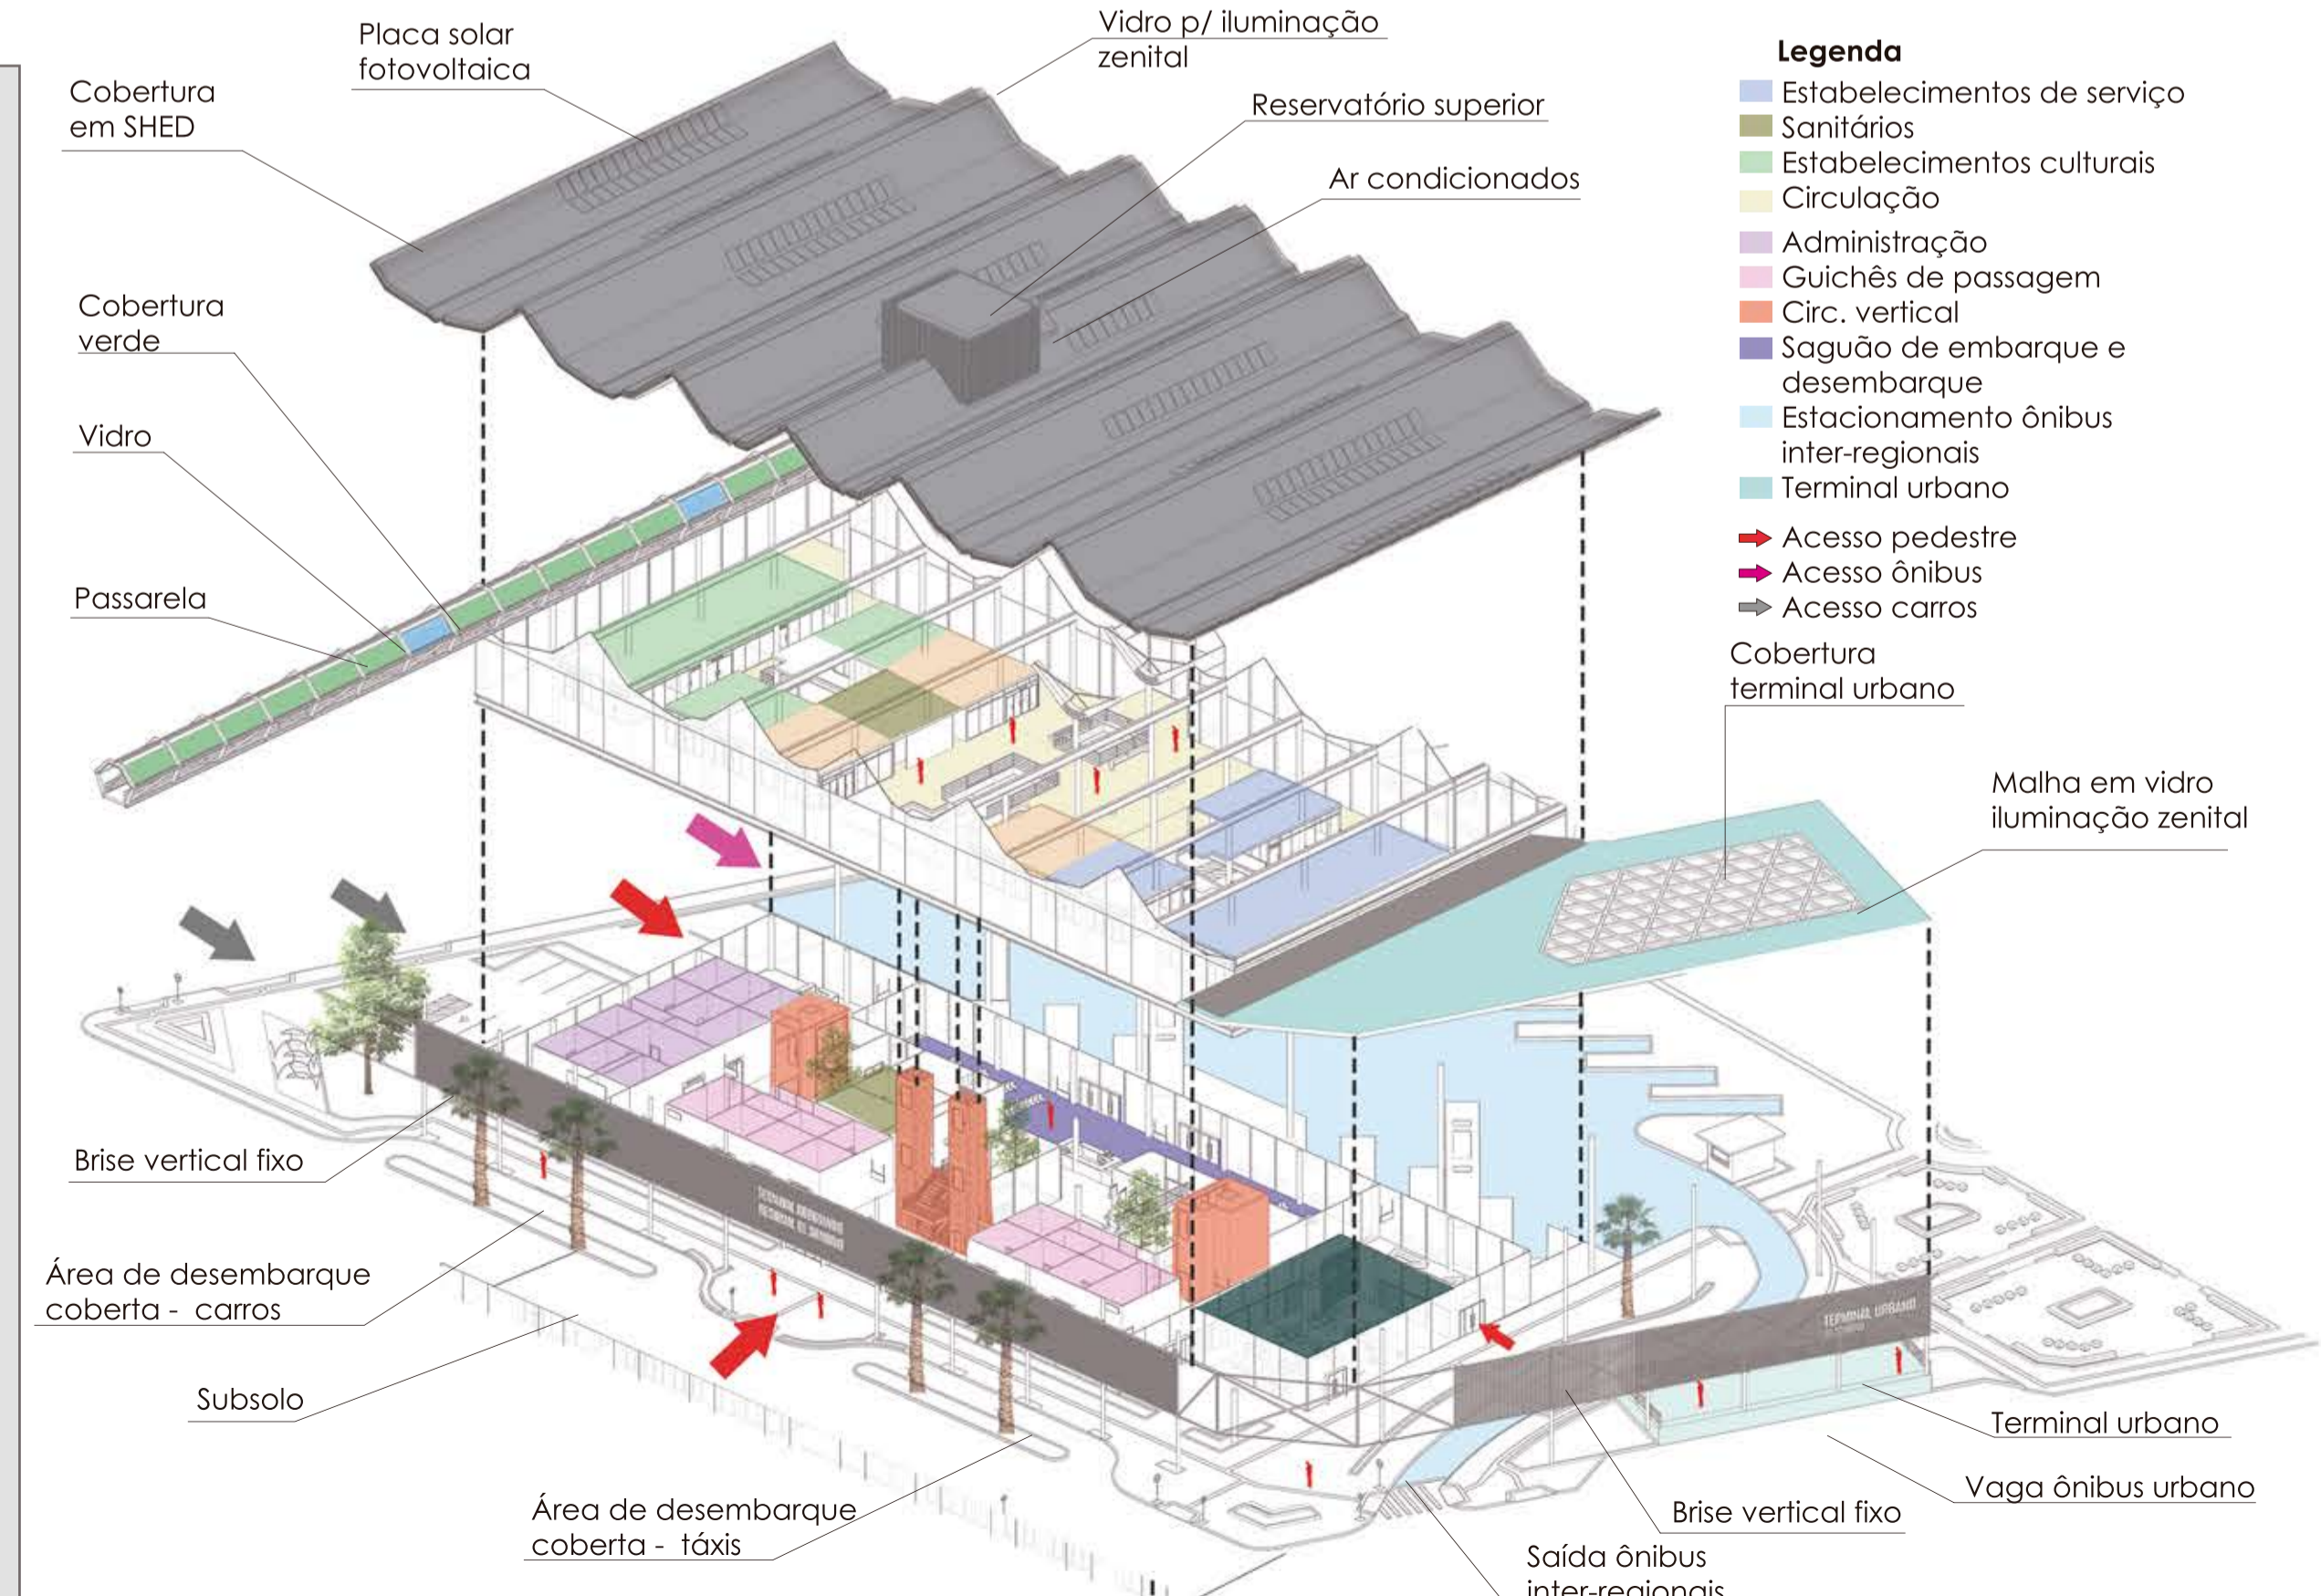 Placa solar
fotovoltaica
Vidro p/ iluminação
zenital
Cobertura
em SHED
Reservatório superior
Ar condicionados
Cobertura
verde
Vidro
Passarela
Legenda
Estabelecimentos de serviço
Sanitários
Estabelecimentos culturais
Circulação
Administração
Guichês de passagem
Circ. vertical
Saguão de embarque e
desembarque
Estacionamento ônibus
inter-regionais
Terminal urbano
Acesso pedestre
Acesso ônibus
Acesso carros
Cobertura
terminal urbano
Malha em vidro
iluminação zenital
Brise vertical fixo
Área de desembarque
coberta - carros
Subsolo
Área de desembarque
coberta - táxis
TERMINAL URBANO
Terminal urbano
Vaga ônibus urbano
Brise vertical fixo
Saída ônibus
inter-regionais